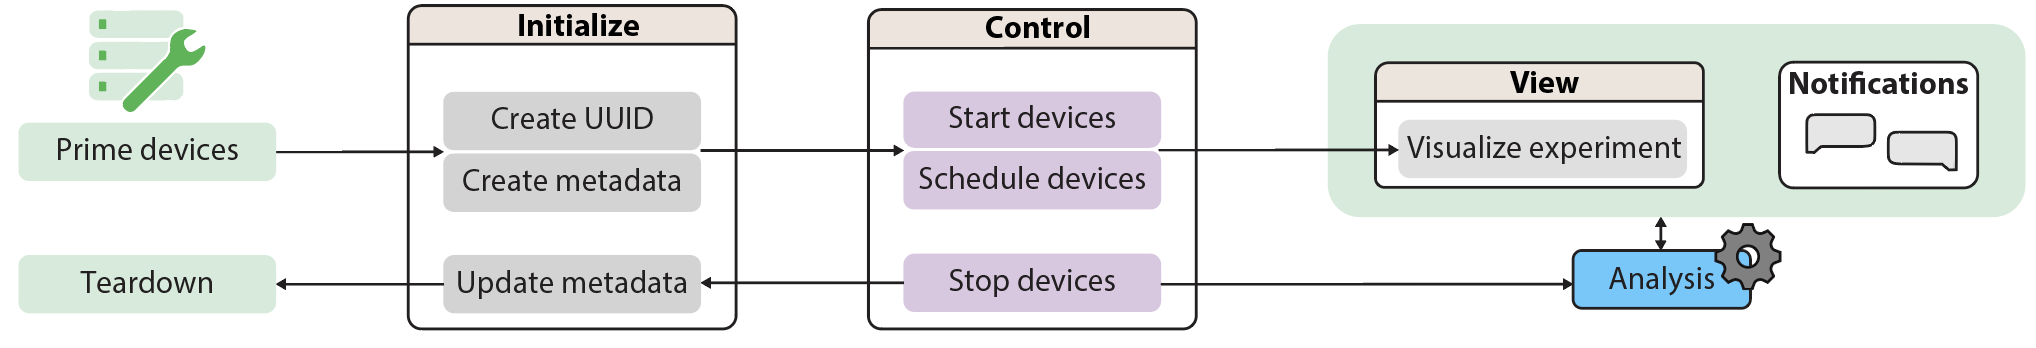 Prime devices
Teardown
Initialize
Create UUID
Create metadata
Update metadata
Control
Start devices
Schedule devices
Stop devices
View
Visualize experiment
Notifications
Analysis